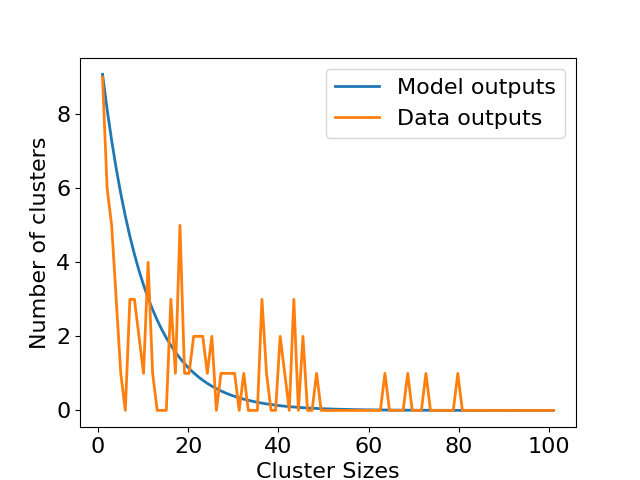 Model outputs
Data outputs
Number of clusters
8
6
4
2
0
0 20 40 60 80 100
Cluster Sizes